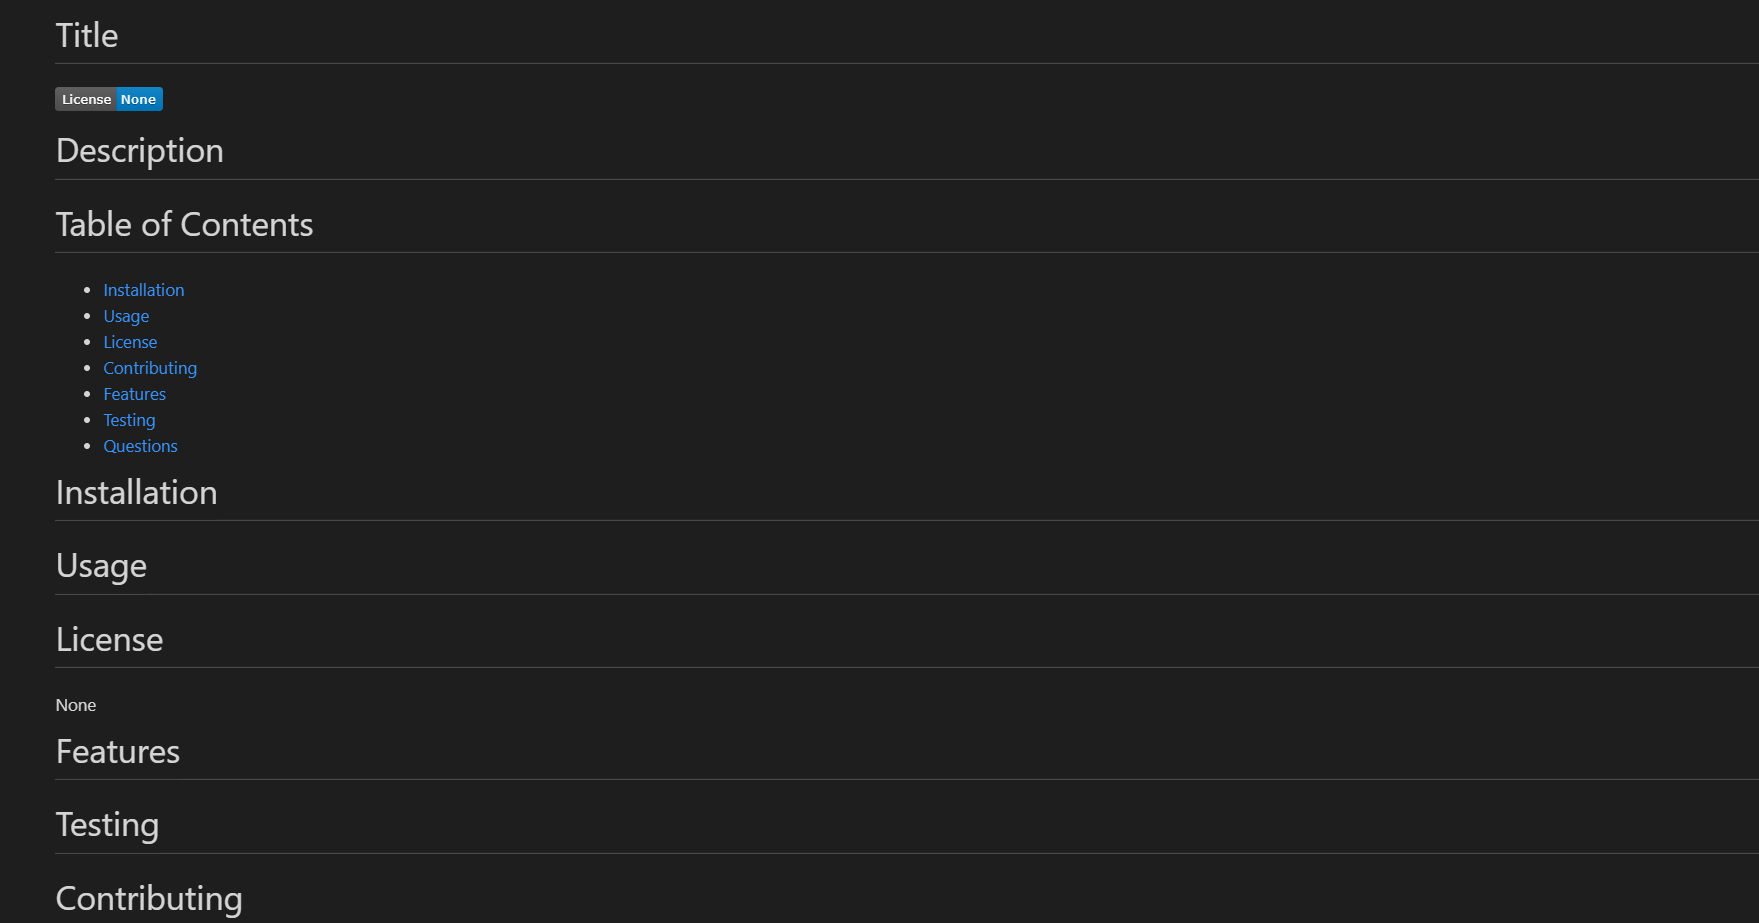 Title
License None
Description
Table of Contents
Installation
Usage
License
Contributing
Features
Testing
Questions
Installation
Usage
License
None
Features
Testing
Contributing